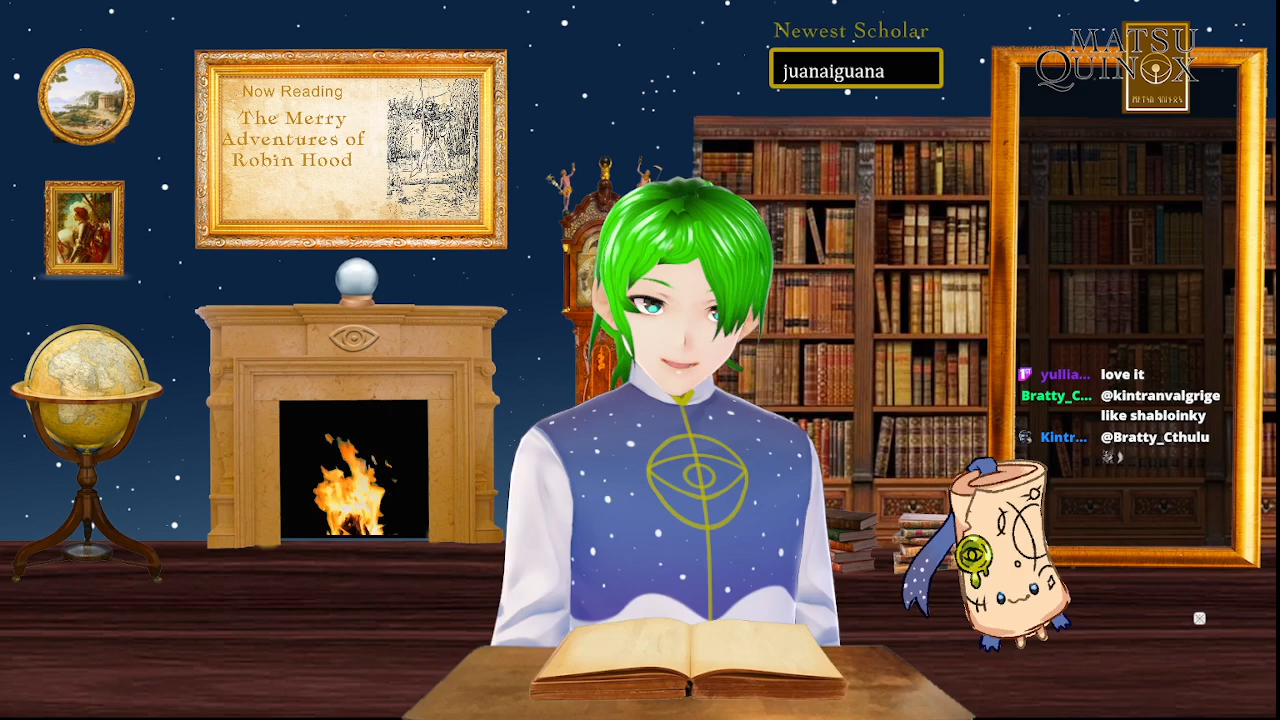 Newest Scholar
juanaiguana
Now Reading
The Merry
Adventures of
Robin Hood
MATSU
QUINOX
yullia... love it
Bratty_C... @kintranvalgrige
like shabloinky
Kintr... @Bratty_Cthulu